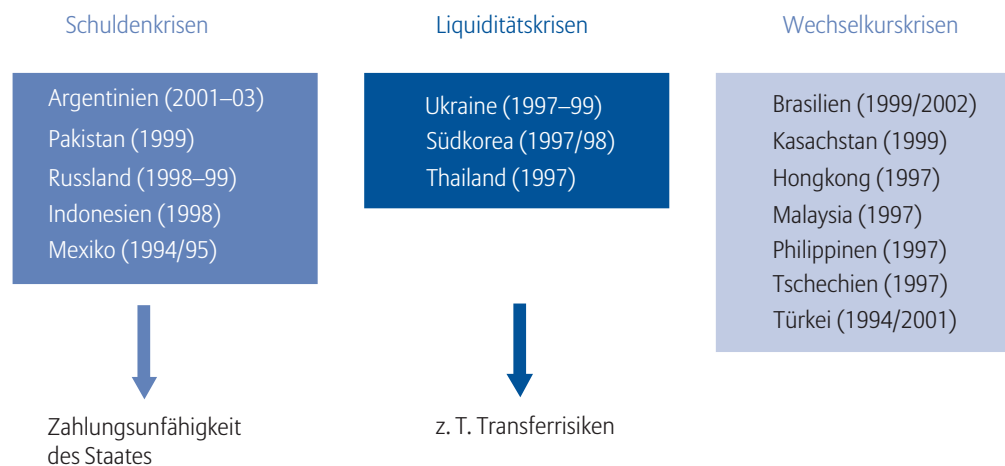 Schuldenkrisen
Argentinien (2001–03)
Pakistan (1999)
Russland (1998–99)
Indonesien (1998)
Mexiko (1994/95)
Zahlungsunfähigkeit
des Staates
Liquiditätskrisen
Ukraine (1997–99)
Südkorea (1997/98)
Thailand (1997)
z. T. Transferrisiken
Wechselkurskrisen
Brasilien (1999/2002)
Kasachstan (1999)
Hongkong (1997)
Malaysia (1997)
Philippinen (1997)
Tschechien (1997)
Türkei (1994/2001)